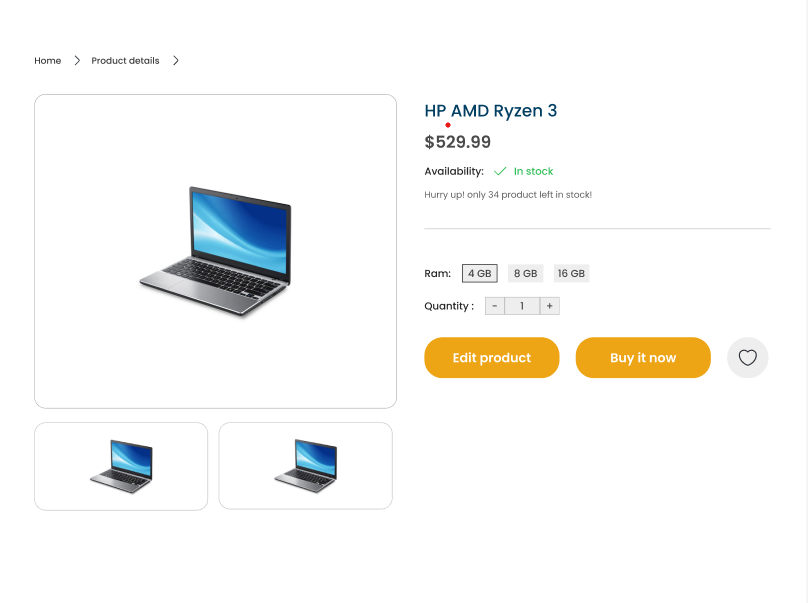 Home > Product details >
HP AMD Ryzen 3
$529.99
Availability: In stock
Hurry up! only 34 product left in stock!
Ram: 4 GB 8 GB 16 GB
Quantity : - 1 +
Edit product Buy it now